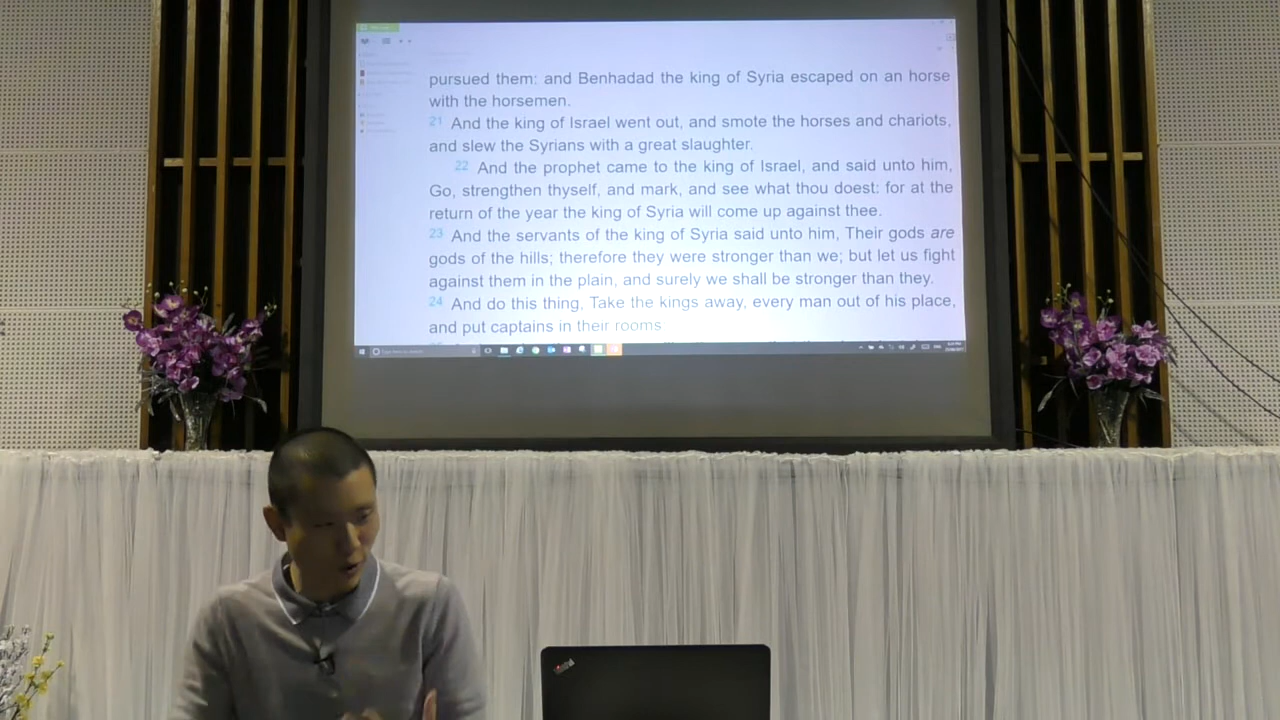 pursued them: and Benhadad the king of Syria escaped on an horse
with the horsemen.
21 And the king of Israel went out, and smote the horses and chariots,
and slew the Syrians with a great slaughter.
22 And the prophet came to the king of Israel, and said unto him,
Go, strengthen thyself, and mark, and see what thou doest: for at the
return of the year the king of Syria will come up against thee.
23 And the servants of the king of Syria said unto him, Their gods are
gods of the hills; therefore they were stronger than we; but let us fight
against them in the plain, and surely we shall be stronger than they.
24 And do this thing, Take the kings away, every man out of his place,
and put captains in their rooms